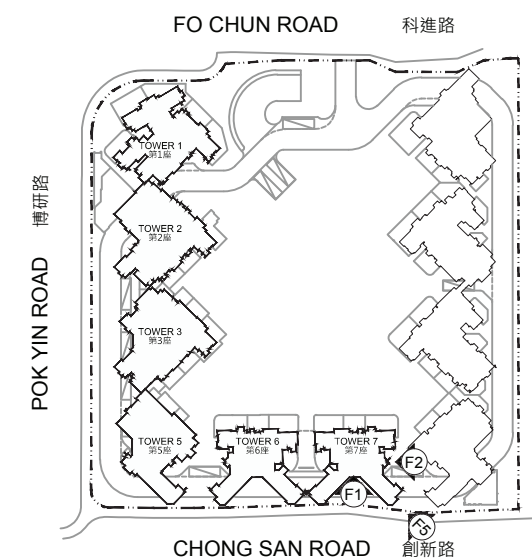 FO CHUN ROAD 科進路
TOWER 1
第1座
TOWER 2
第2座
POK YIN ROAD 博研路
TOWER 3
第3座
TOWER 5
第5座
TOWER 6
第6座
TOWER 7
第7座
F2
F1
F5
CHONG SAN ROAD 創新路